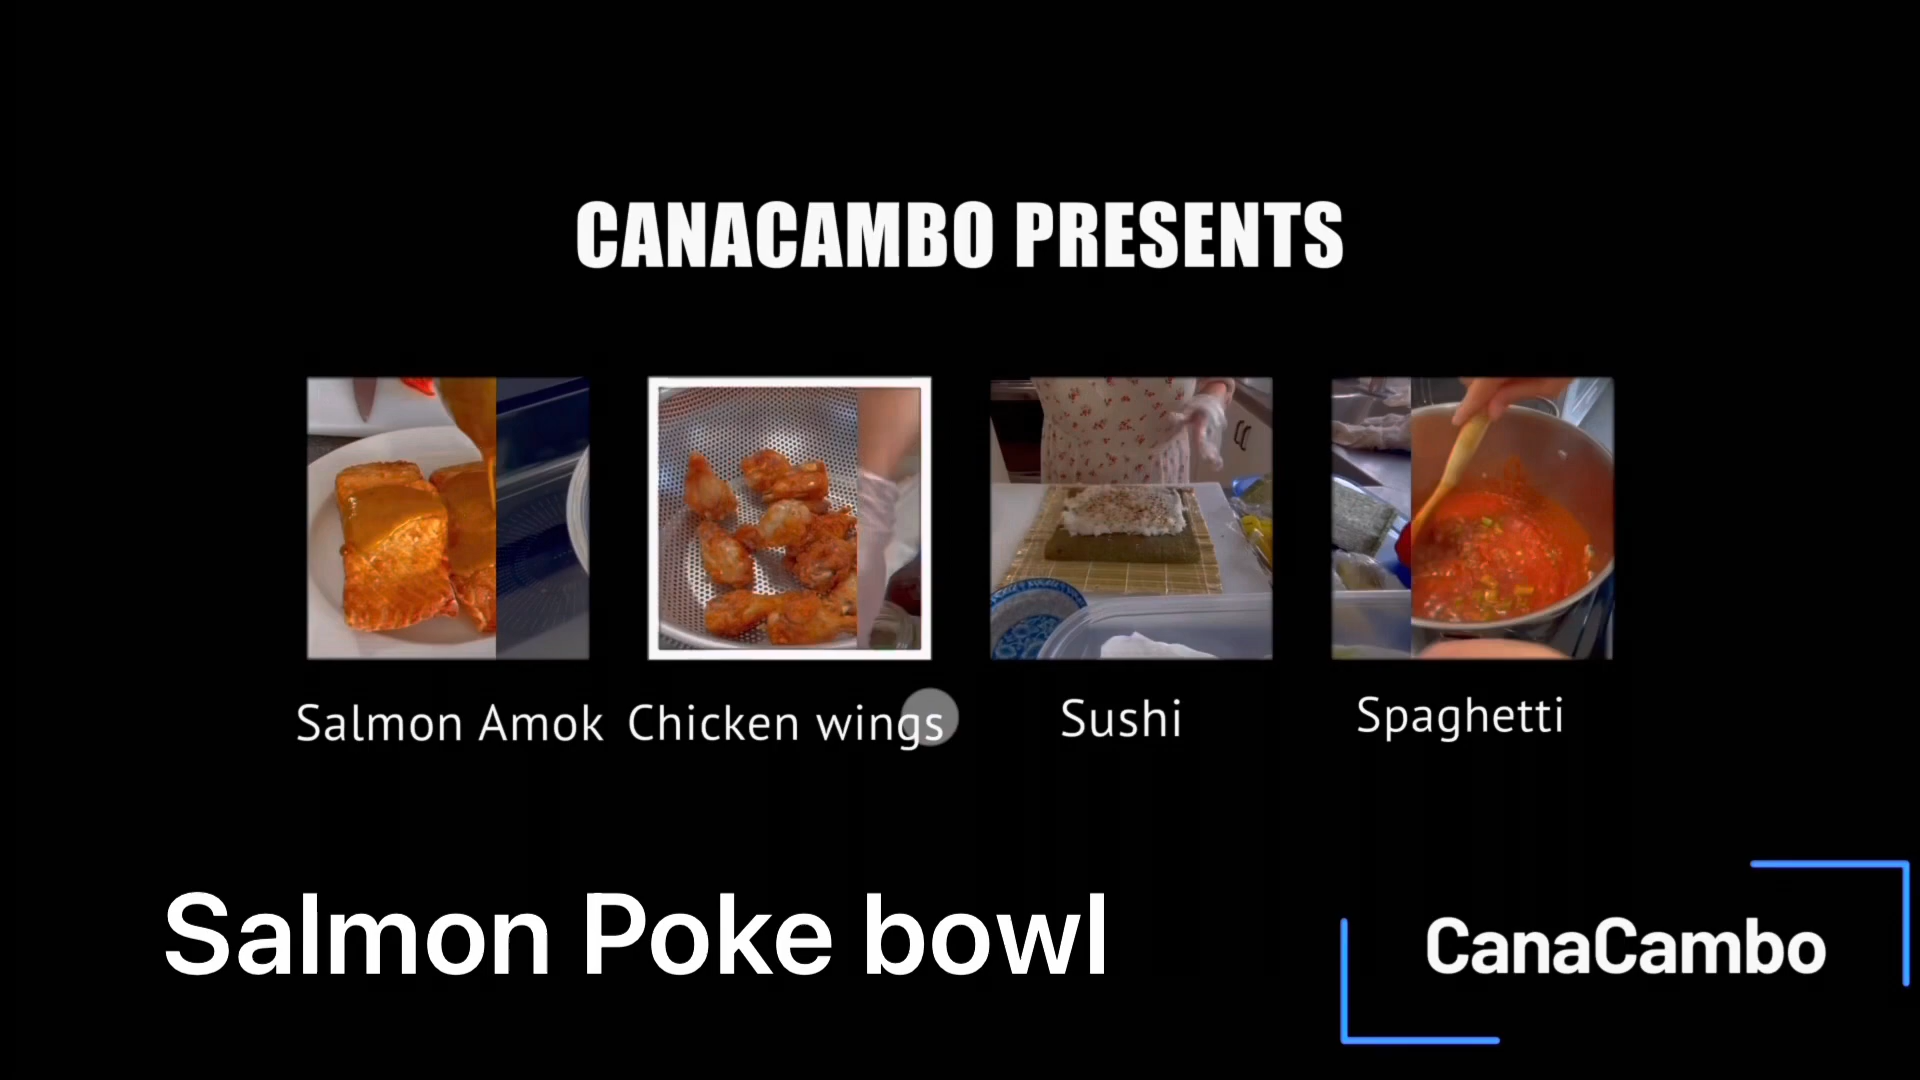 CANACAMBO PRESENTS
Salmon Amok
Chicken wings
Sushi
Spaghetti
Salmon Poke bowl
CanaCambo